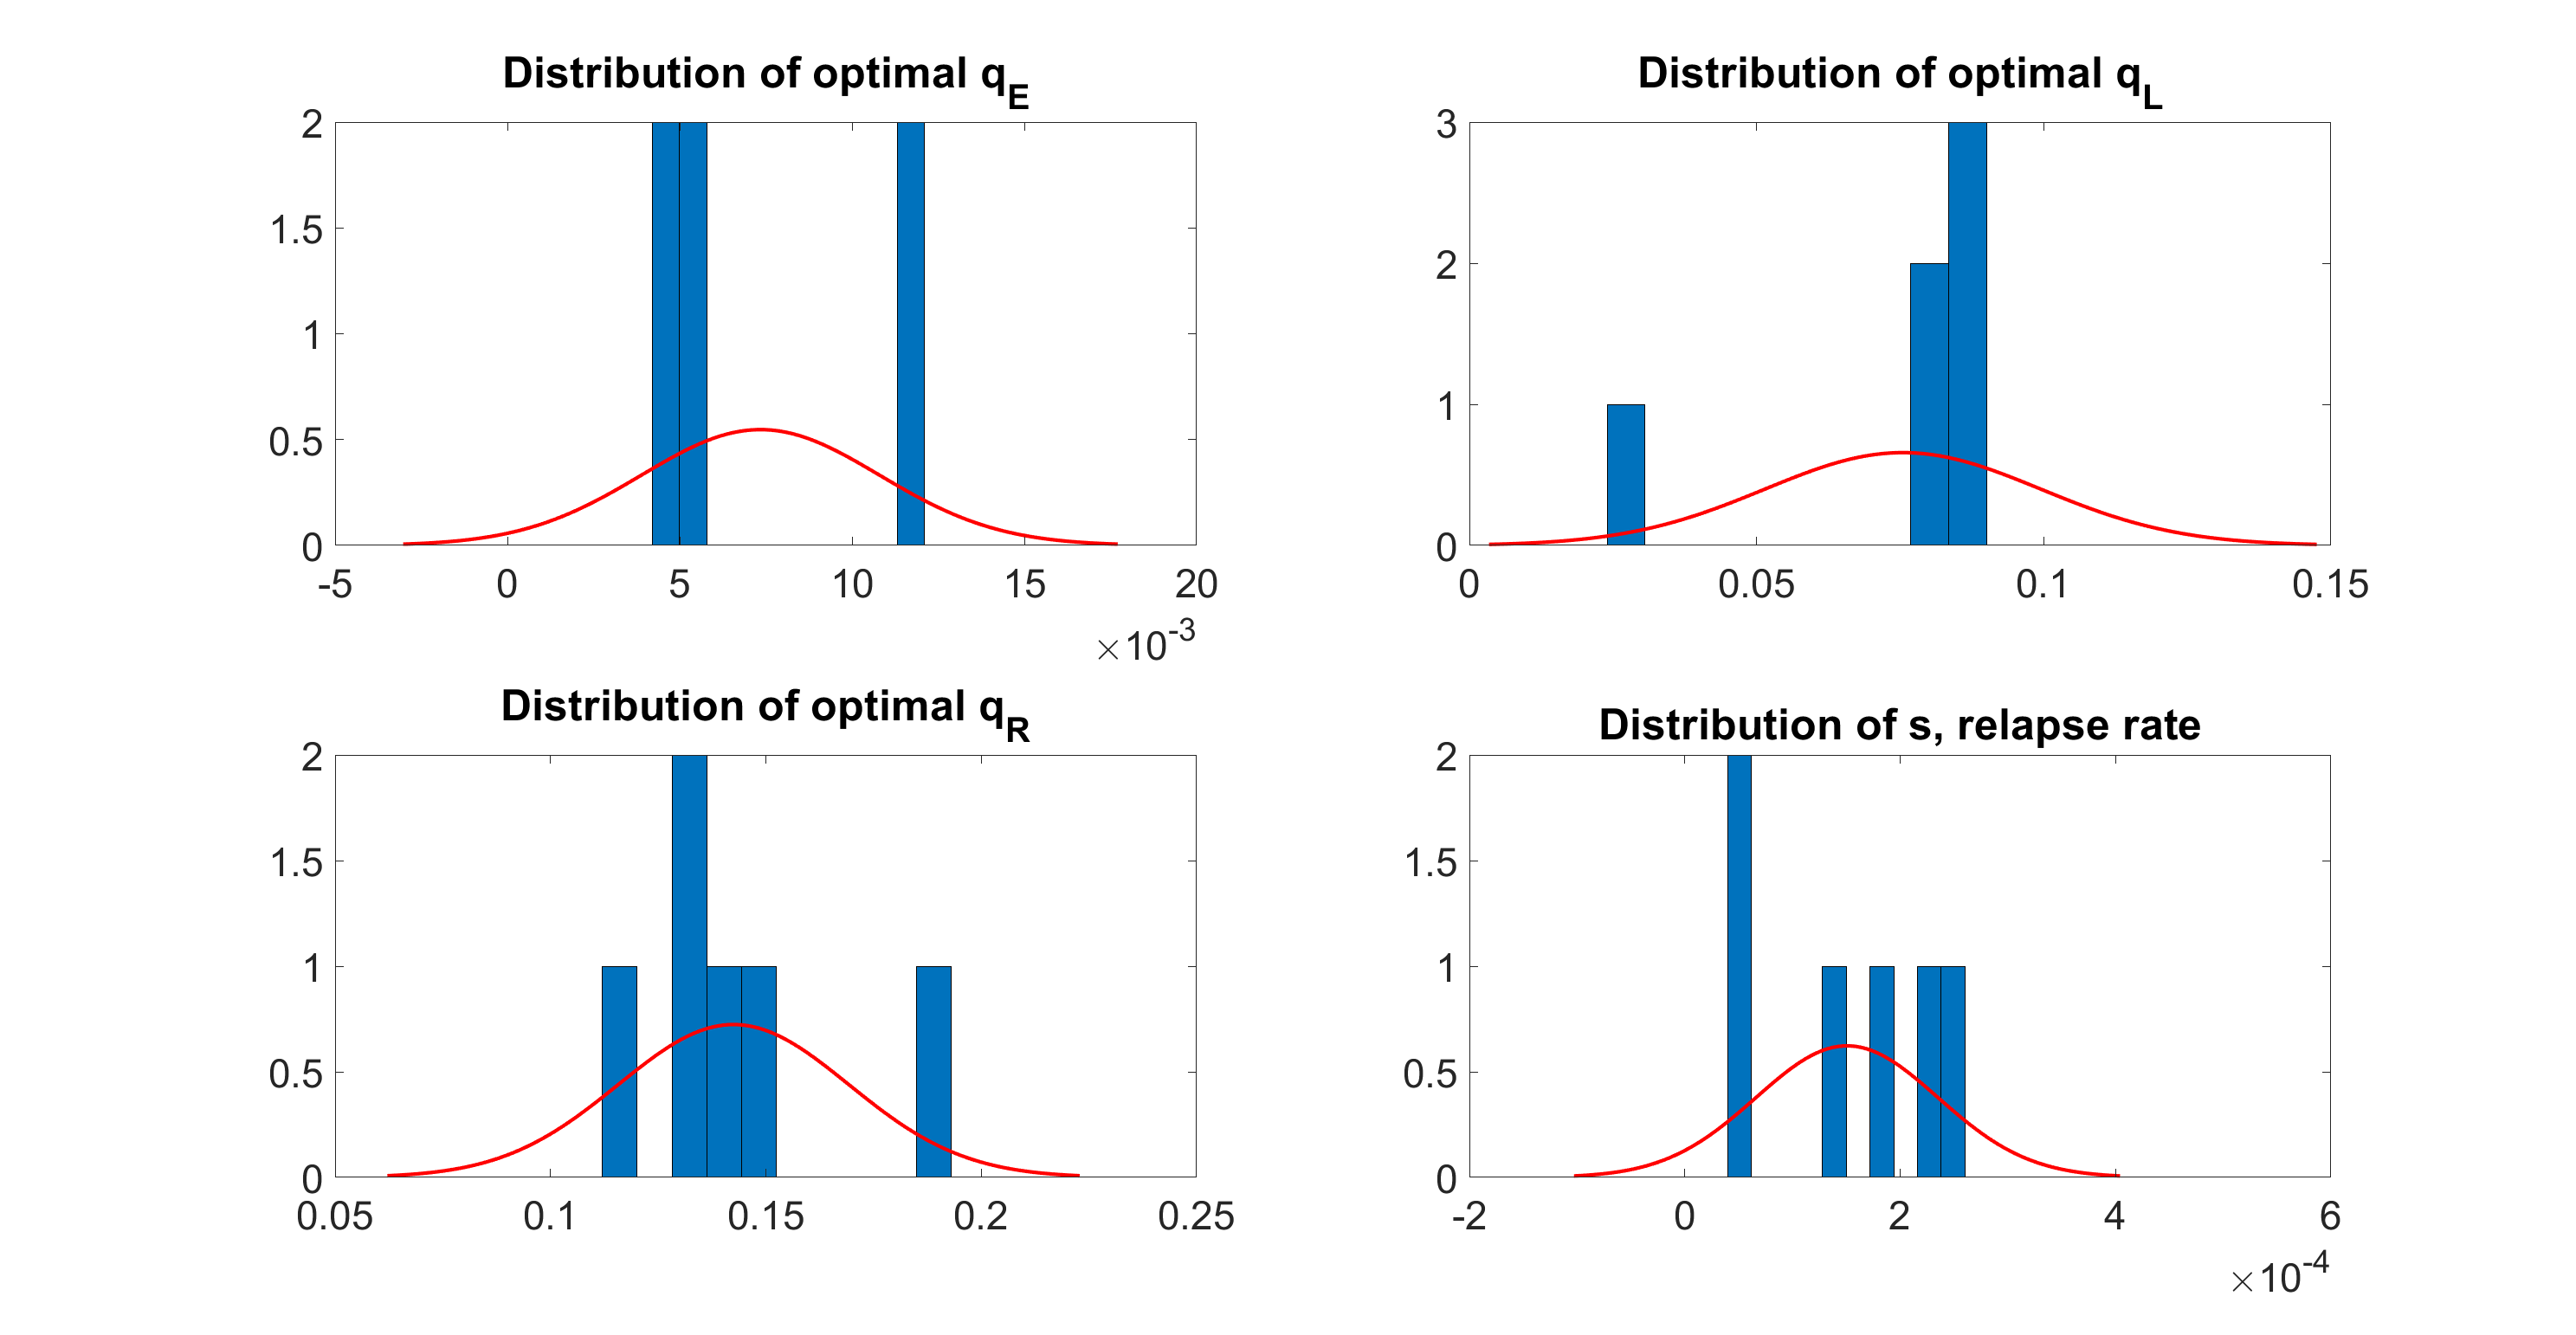 Distribution of optimal qE
2
1.5
1
0.5
0
-5 0 5 10 15 20
×10-3
Distribution of optimal qL
3
2
1
0
0 0.05 0.1 0.15
Distribution of optimal qR
2
1.5
1
0.5
0
0.05 0.1 0.15 0.2 0.25
Distribution of s, relapse rate
2
1.5
1
0.5
0
-2 0 2 4 6
×10-4